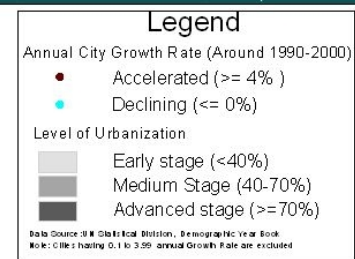 Legend
Annual City Growth Rate (Around 1990-2000)
Accelerated (>= 4% )
Declining (<= 0%)
Level of Urbanization
Early stage (<40%)
Medium Stage (40-70%)
Advanced stage (>=70%)
Data Source :UN Statistical Division, Demographic Year Book
Note: Cities having 0.1 to 3.99 annual Growth Rate are excluded